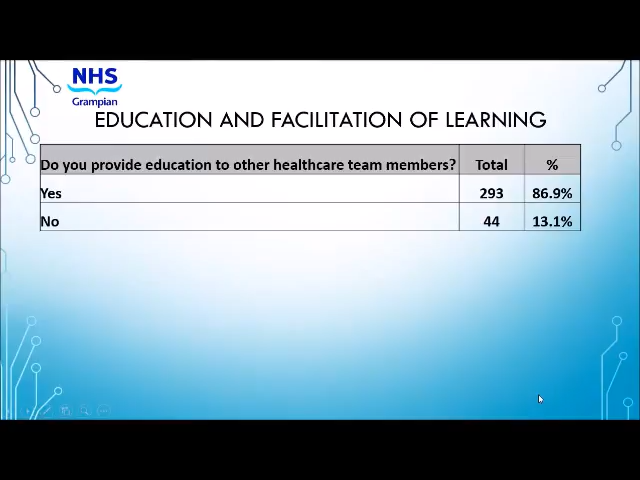 NHS
Grampian
EDUCATION AND FACILITATION OF LEARNING
Do you provide education to other healthcare team members? Total %
Yes 293 86.9%
No 44 13.1%